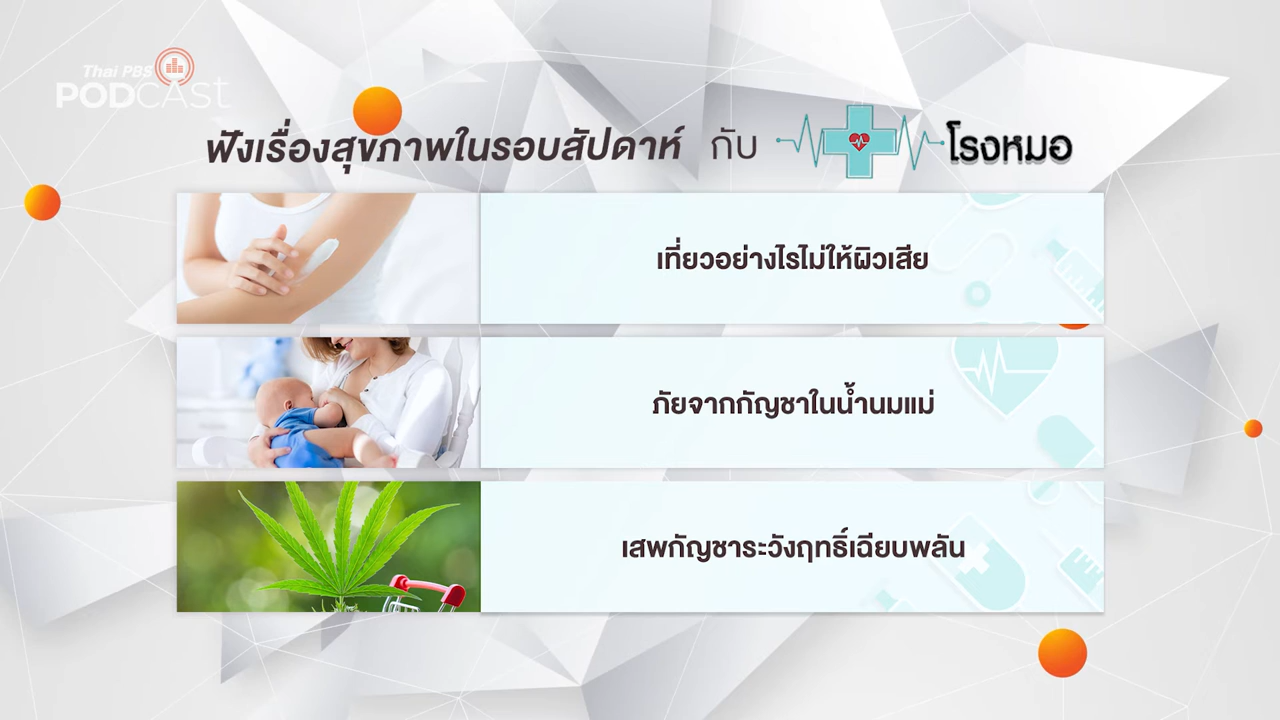 Thai PBS
PODCAST
ฟังเรื่องสุขภาพในรอบสัปดาห์ กับ โรงหมอ
เที่ยวอย่างไรไม่ให้ผิวเสีย
ภัยจากกัญชาในน้ำนมแม่
เสพกัญชาระวังฤทธิ์เฉียบพลัน